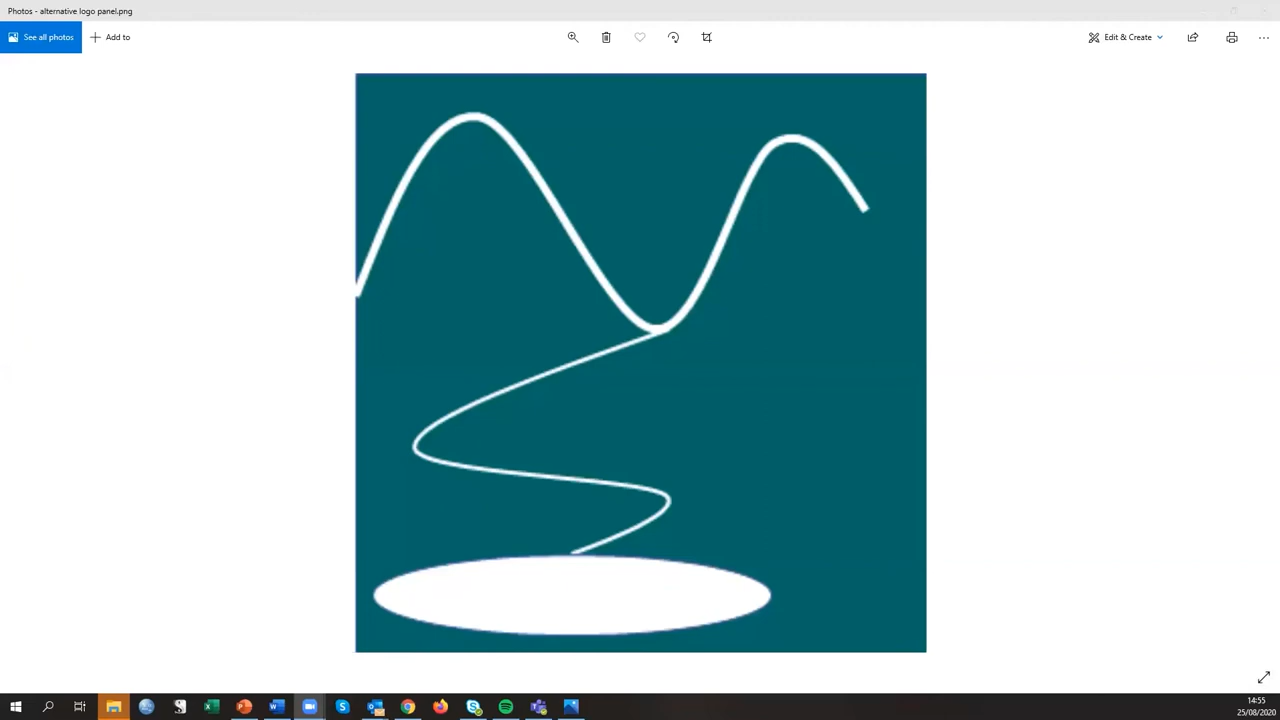 Photos - alternative logo panel.png
See all photos
Add to
Edit & Create
14:55
25/08/2020